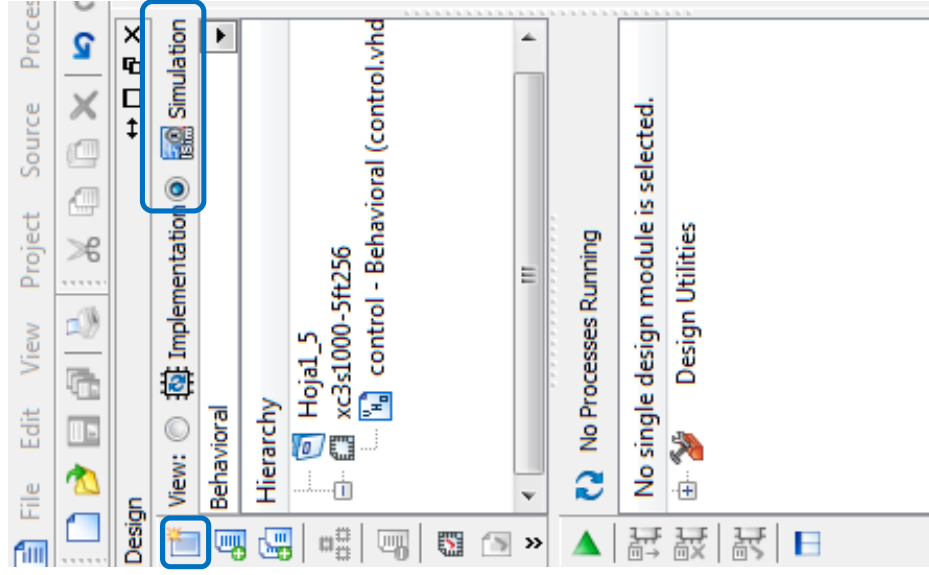 File Edit View Project Source Proces
Design
View: Implementation Simulation
Behavioral
Hierarchy
Hoja1_5
xc3s1000-5ft256
control - Behavioral (control.vhd
No Processes Running
No single design module is selected.
Design Utilities